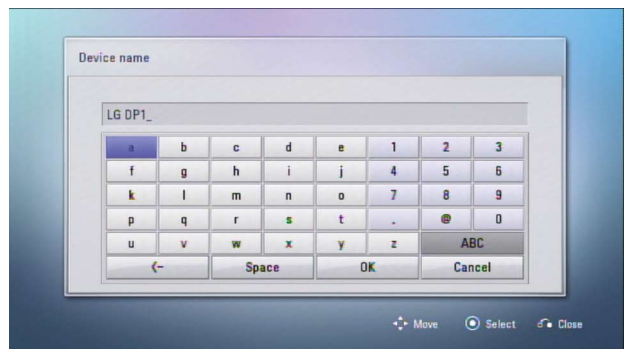 Device name
LG DP1_
a b c d e 1 2 3
f g h i j 4 5 6
k l m n o 7 8 9
p q r s t . @ 0
u v w x y z ABC
<- Space OK Cancel
Move Select Close